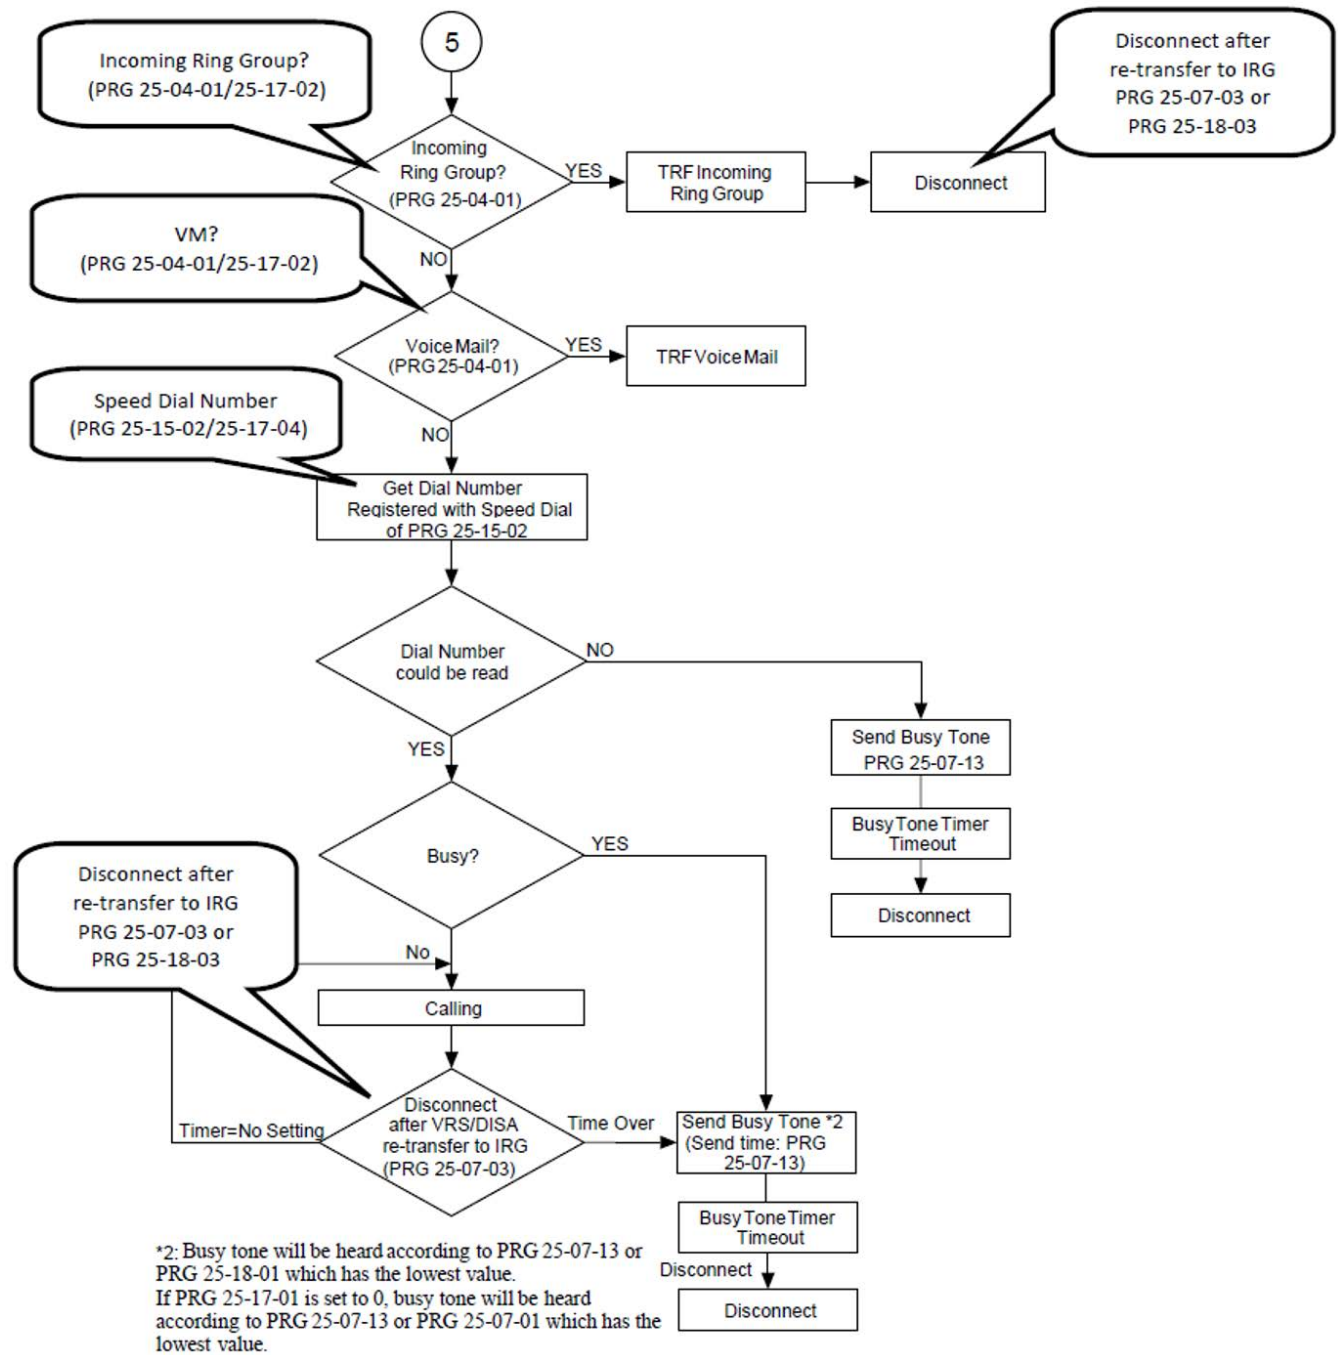 5
Incoming Ring Group?
(PRG 25-04-01/25-17-02)
Disconnect after
re-transfer to IRG
PRG 25-07-03 or
PRG 25-18-03
Incoming
Ring Group?
(PRG 25-04-01)
YES
TRF Incoming
Ring Group
Disconnect
NO
VM?
(PRG 25-04-01/25-17-02)
Voice Mail?
(PRG 25-04-01)
YES
TRF Voice Mail
NO
Speed Dial Number
(PRG 25-15-02/25-17-04)
Get Dial Number
Registered with Speed Dial
of PRG 25-15-02
Dial Number
could be read
NO
Send Busy Tone
PRG 25-07-13
Busy Tone Timer
Timeout
Disconnect
YES
Busy?
YES
No
Disconnect after
re-transfer to IRG
PRG 25-07-03 or
PRG 25-18-03
Calling
Disconnect
after VRS/DISA
re-transfer to IRG
(PRG 25-07-03)
Timer=No Setting
Time Over
Send Busy Tone *2
(Send time: PRG
25-07-13)
Busy Tone Timer
Timeout
Disconnect
Disconnect
*2: Busy tone will be heard according to PRG 25-07-13 or
PRG 25-18-01 which has the lowest value.
If PRG 25-17-01 is set to 0, busy tone will be heard
according to PRG 25-07-13 or PRG 25-07-01 which has the
lowest value.